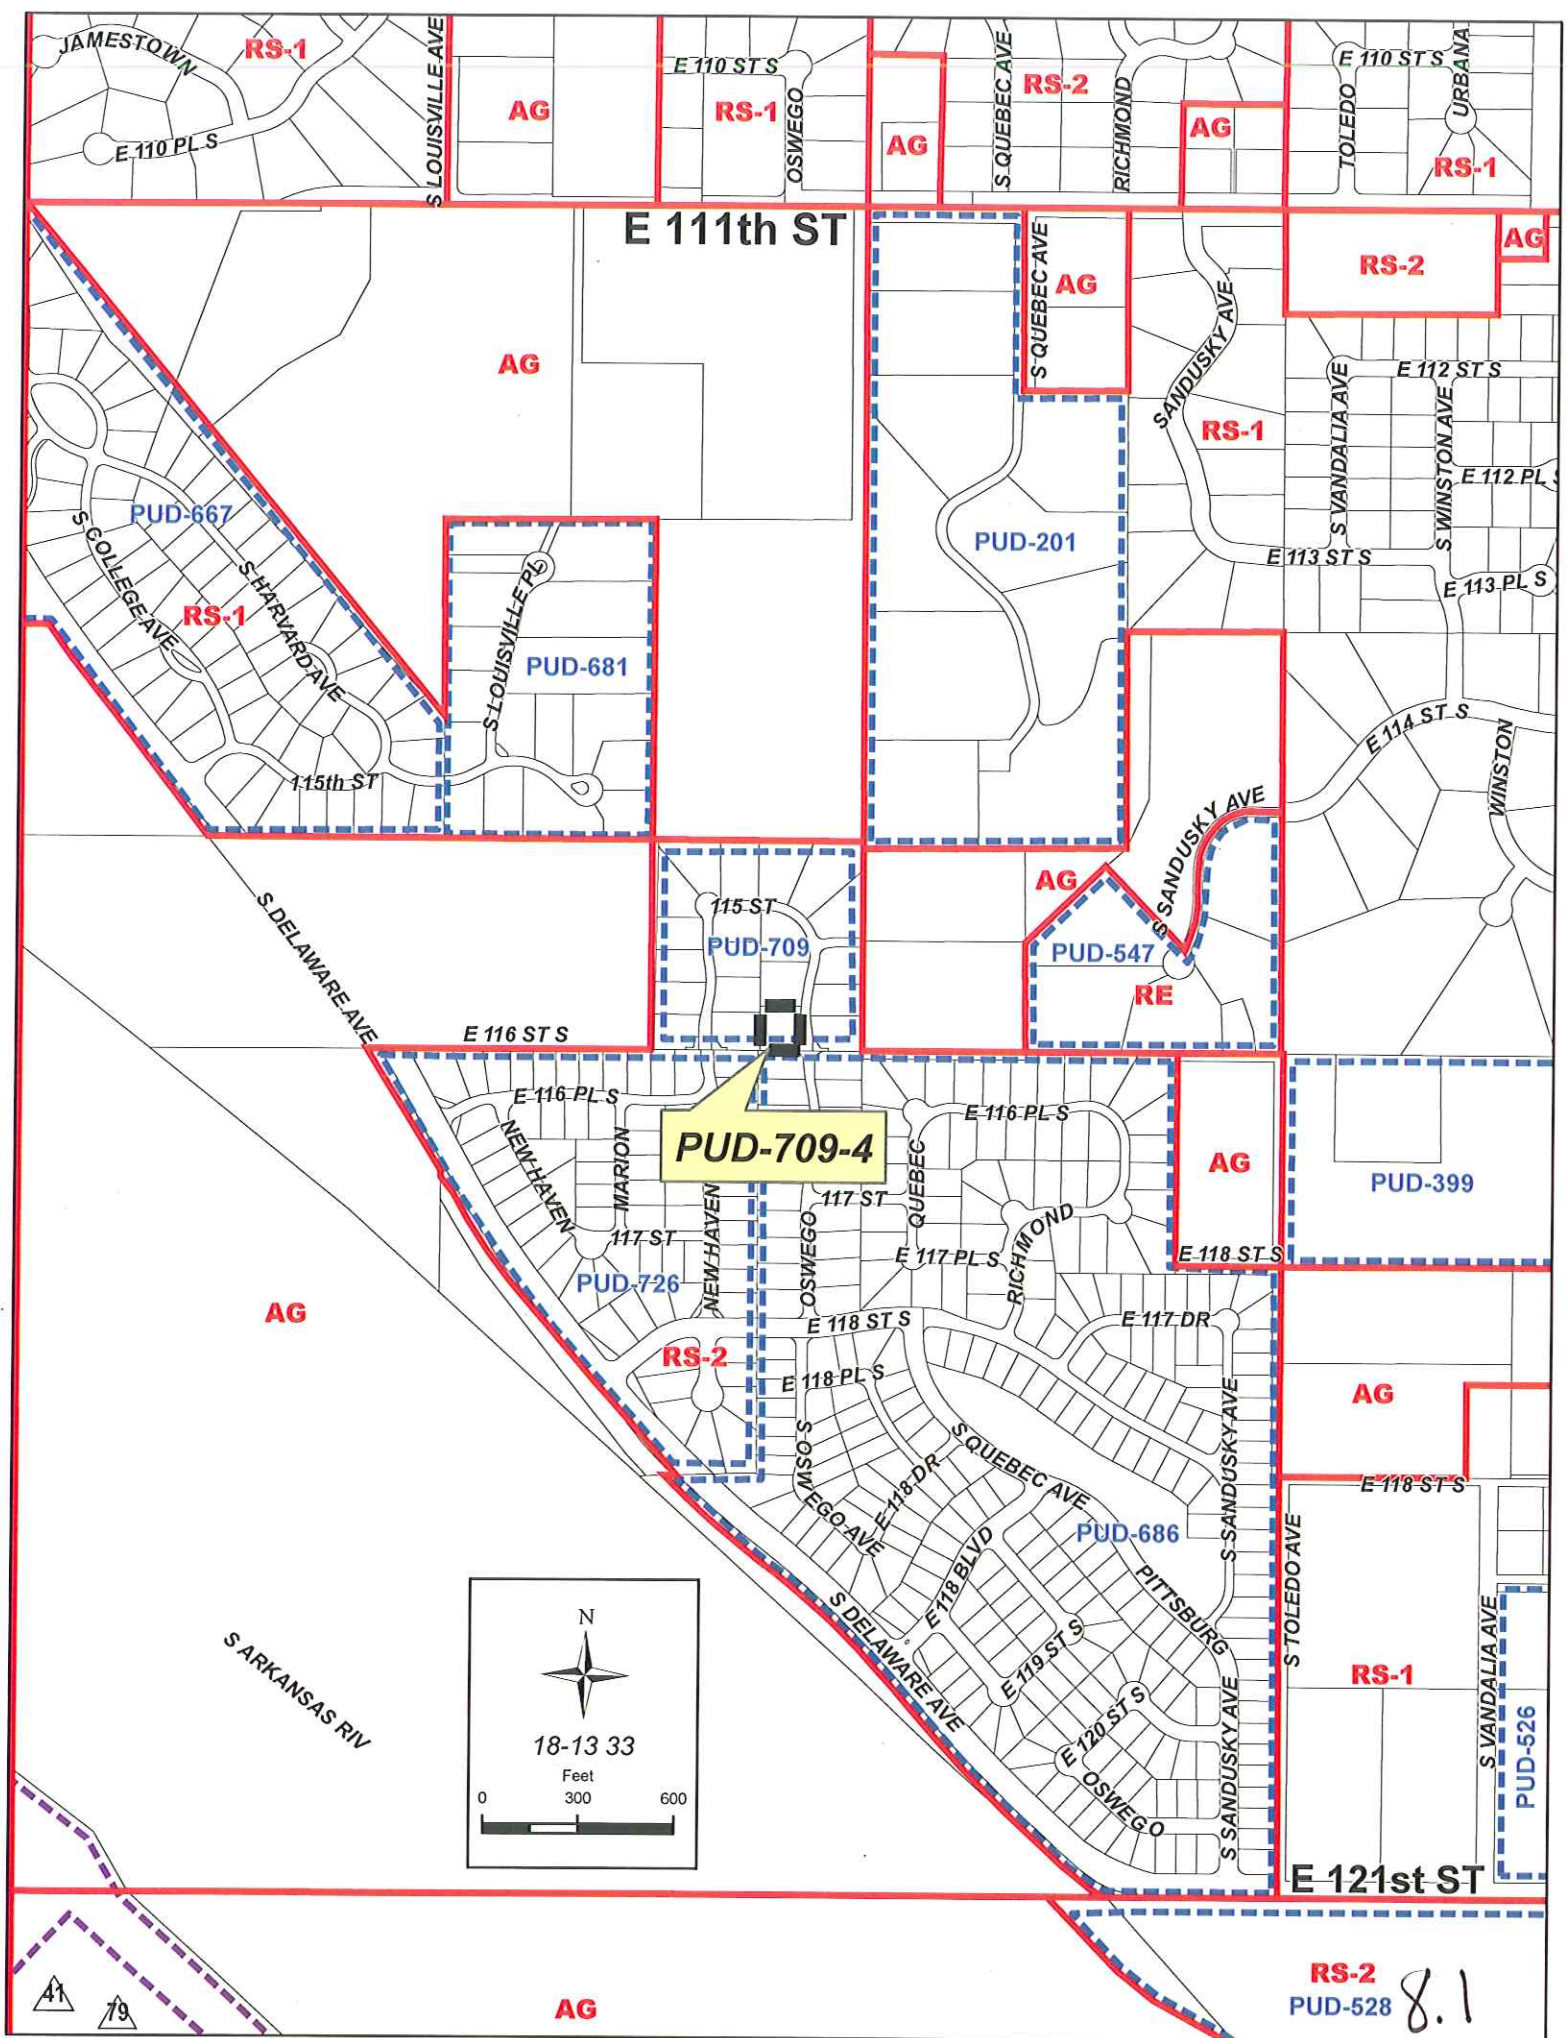 JAMESTOWN
RS-1
E 110 PL S
S LOUISVILLE AVE
AG
E 110 ST S
RS-1
OSWEGO
AG
S QUEBEC AVE
RS-2
RICHMOND
AG
E 110 ST S
TOLEDO
URBANA
RS-1
E 111th ST
AG
S QUEBEC AVE
AG
SANDUSKY AVE
RS-2
AG
RS-1
E 112 ST S
S VANDALIA AVE
S WINSTON AVE
E 112 PL S
E 113 ST S
E 113 PL S
PUD-667
S COLLEGE AVE
S HARVARD AVE
RS-1
115th ST
S LOUISVILLE PL
PUD-681
PUD-201
E 114 ST S
WINSTON
S SANDUSKY AVE
AG
PUD-547
RE
115 ST
PUD-709
S DELAWARE AVE
E 116 ST S
E 116 PL S
PUD-709-4
E 116 PL S
NEW HAVEN
MARION
NEW HAVEN
117 ST
PUD-726
117 ST
QUEBEC
OSWEGO
E 117 PL S
RICHMOND
AG
PUD-399
E 118 ST S
AG
RS-2
E 118 ST S
E 117 DR
E 118 PL S
OSW
S
EGO AVE
E 118 DR
S QUEBEC AVE
S SANDUSKY AVE
AG
E 118 ST S
PUD-686
E 118 BLVD
PITTSBURG
S TOLEDO AVE
S DELAWARE AVE
E 119 ST S
E 120 ST S
OSWEGO
S SANDUSKY AVE
RS-1
S VANDALIA AVE
PUD-526
S ARKANSAS RIV
N
18-13 33
Feet
0 300 600
E 121st ST
41
79
AG
RS-2
PUD-528
8.1